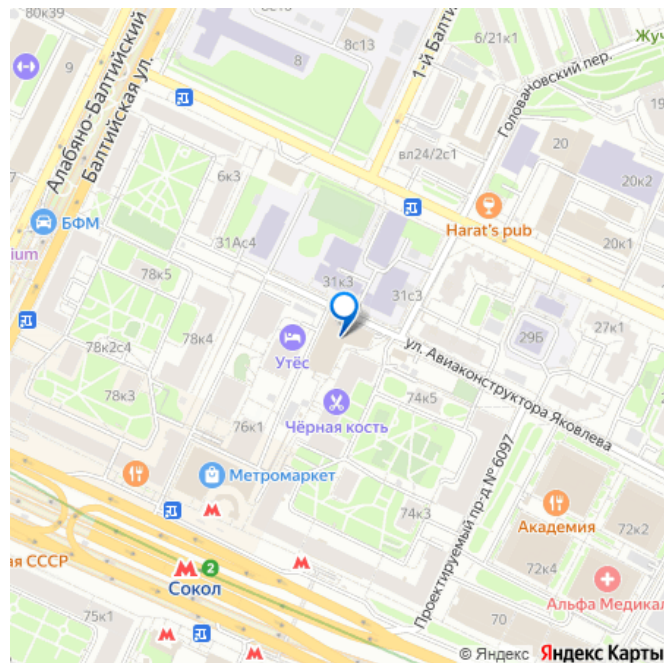 80к39
8с16
8с13
8
9
Алабяно-Балтийский
Балтийская ул.
1-й Балти
6/21к1
Жуч
Головановский пер.
19
20
20к2
вл24/2с1
6к3
Harat's pub
20к1
БФМ
ium
31Ас4
78к5
31к3
31с3
27к1
29Б
78к4
78к2с4
Утёс
ул. Авиаконструктора Яковлева
78к3
74к5
Чёрная кость
76к1
Проектируемый пр-д № 6097
Метромаркет
74к3
Академия
72к2
ая СССР
2
Сокол
72к4
Альфа Медикал
75к1
70
© Яндекс Яндекс Карты